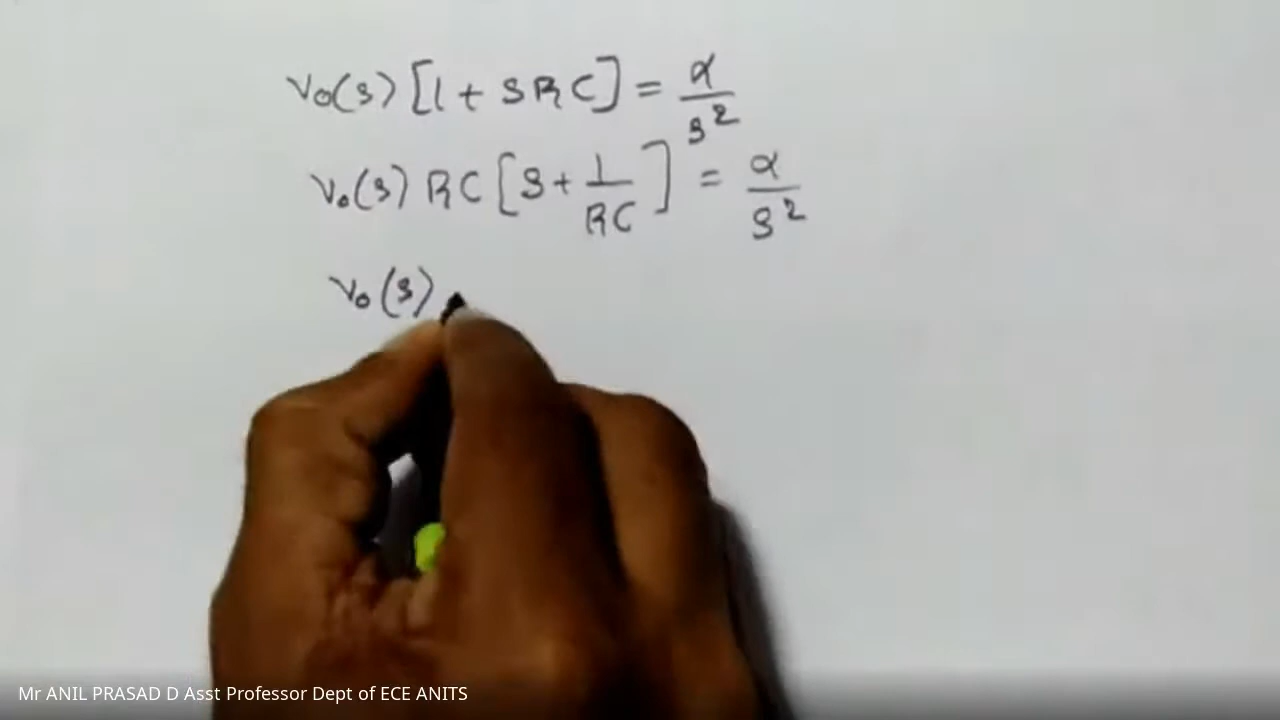 V₀(s) [1 + SRC] = α/s²
V₀(s) RC [S + 1/RC] = α/s²
V₀(s)
Mr ANIL PRASAD D Asst Professor Dept of ECE ANITS